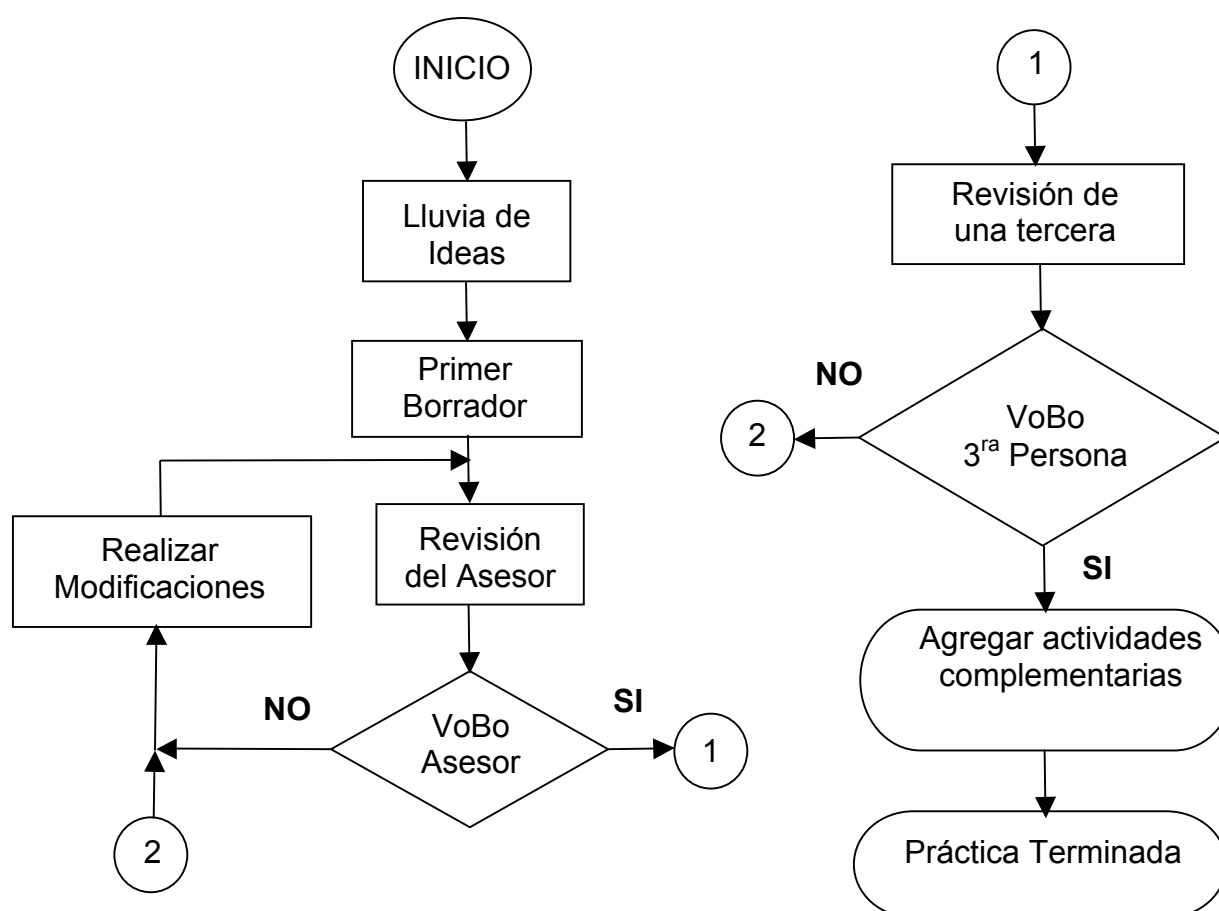 INICIO
Lluvia de
Ideas
Primer
Borrador
Realizar
Modificaciones
Revisión
del Asesor
NO
VoBo
Asesor
SI
1
2
1
Revisión de
una tercera
NO
2
VoBo
3ra Persona
SI
Agregar actividades
complementarias
Práctica Terminada